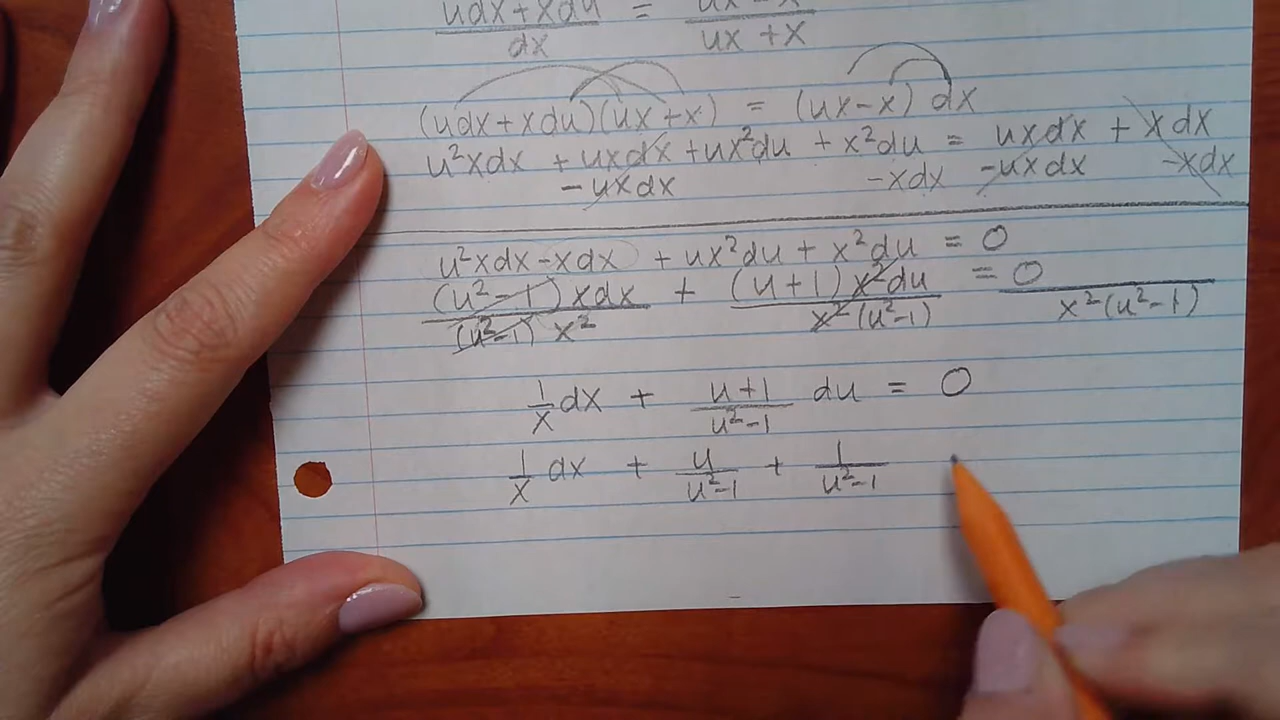 udx + xdu / dx = ux - x / ux + x
(udx + xdu)(ux + x) = (ux - x) dx
u²xdx + uxdx + ux²du + x²du = uxdx + xdx
- uxdx - xdx - uxdx - xdx
u²xdx - xdx + ux²du + x²du = 0
(u² - 1)xdx / (u²-1) x² + (u+1)x²du / x²(u²-1) = 0 / x²(u²-1)
1/x dx + u+1 / u²-1 du = 0
1/x dx + u / u²-1 + 1 / u²-1